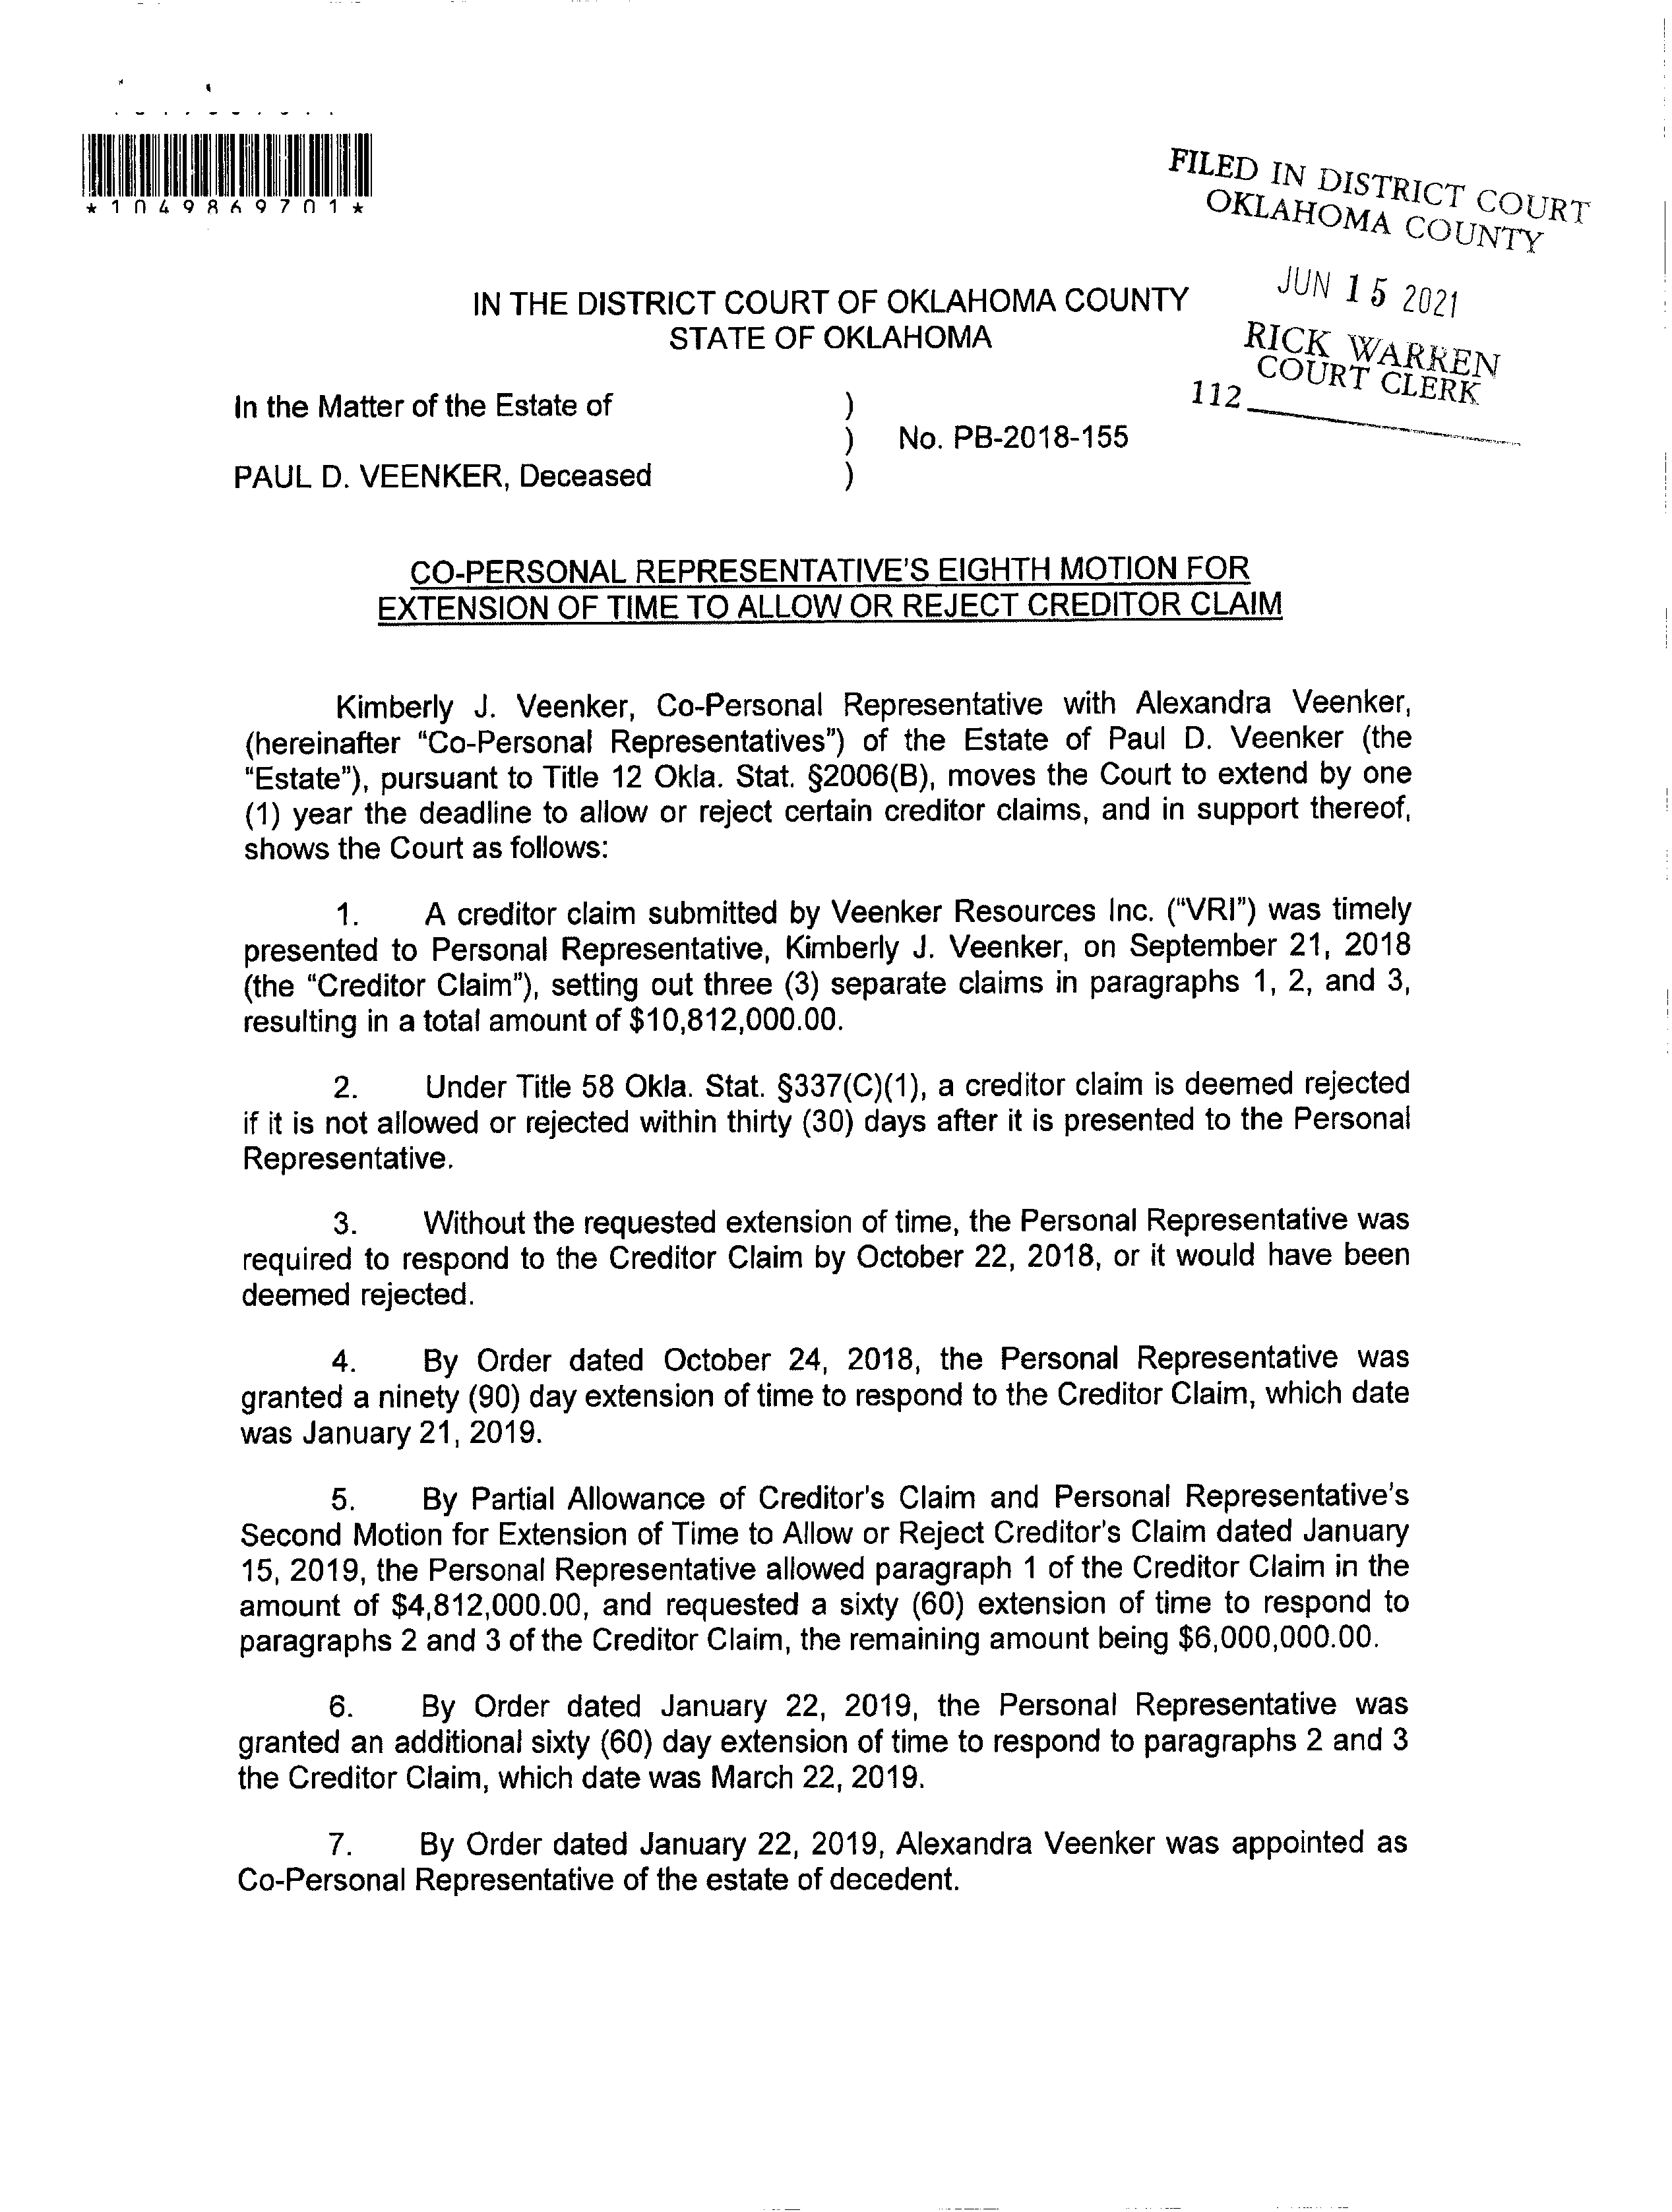 *1049869701*
FILED IN DISTRICT COURT
OKLAHOMA COUNTY
JUN 15 2021
RICK WARREN
COURT CLERK
112
IN THE DISTRICT COURT OF OKLAHOMA COUNTY
STATE OF OKLAHOMA
In the Matter of the Estate of )
) No. PB-2018-155
PAUL D. VEENKER, Deceased )
CO-PERSONAL REPRESENTATIVE'S EIGHTH MOTION FOR
EXTENSION OF TIME TO ALLOW OR REJECT CREDITOR CLAIM
Kimberly J. Veenker, Co-Personal Representative with Alexandra Veenker,
(hereinafter "Co-Personal Representatives") of the Estate of Paul D. Veenker (the
"Estate"), pursuant to Title 12 Okla. Stat. §2006(B), moves the Court to extend by one
(1) year the deadline to allow or reject certain creditor claims, and in support thereof,
shows the Court as follows:
1. A creditor claim submitted by Veenker Resources Inc. ("VRI") was timely
presented to Personal Representative, Kimberly J. Veenker, on September 21, 2018
(the "Creditor Claim"), setting out three (3) separate claims in paragraphs 1, 2, and 3,
resulting in a total amount of $10,812,000.00.
2. Under Title 58 Okla. Stat. §337(C)(1), a creditor claim is deemed rejected
if it is not allowed or rejected within thirty (30) days after it is presented to the Personal
Representative.
3. Without the requested extension of time, the Personal Representative was
required to respond to the Creditor Claim by October 22, 2018, or it would have been
deemed rejected.
4. By Order dated October 24, 2018, the Personal Representative was
granted a ninety (90) day extension of time to respond to the Creditor Claim, which date
was January 21, 2019.
5. By Partial Allowance of Creditor's Claim and Personal Representative's
Second Motion for Extension of Time to Allow or Reject Creditor's Claim dated January
15, 2019, the Personal Representative allowed paragraph 1 of the Creditor Claim in the
amount of $4,812,000.00, and requested a sixty (60) extension of time to respond to
paragraphs 2 and 3 of the Creditor Claim, the remaining amount being $6,000,000.00.
6. By Order dated January 22, 2019, the Personal Representative was
granted an additional sixty (60) day extension of time to respond to paragraphs 2 and 3
the Creditor Claim, which date was March 22, 2019.
7. By Order dated January 22, 2019, Alexandra Veenker was appointed as
Co-Personal Representative of the estate of decedent.